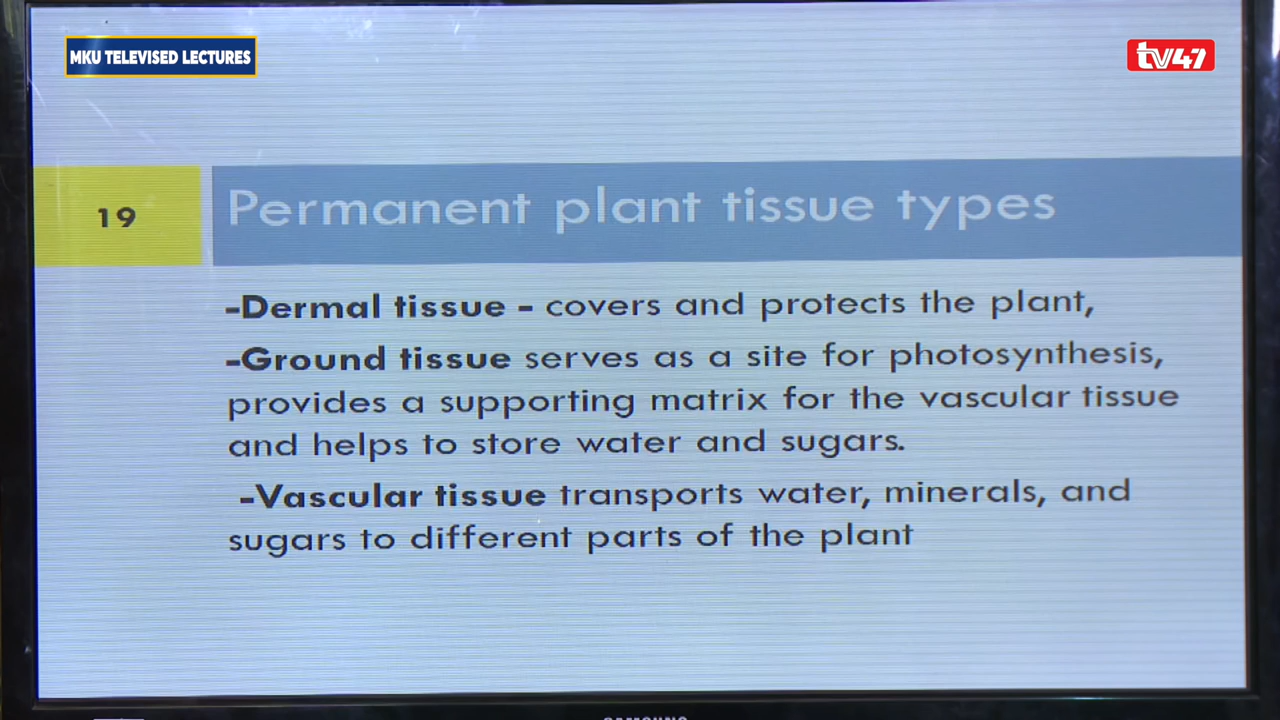 MKU TELEVISED LECTURES
tv47
19
Permanent plant tissue types
-Dermal tissue - covers and protects the plant,
-Ground tissue serves as a site for photosynthesis,
provides a supporting matrix for the vascular tissue
and helps to store water and sugars.
-Vascular tissue transports water, minerals, and
sugars to different parts of the plant
SAMSUNG